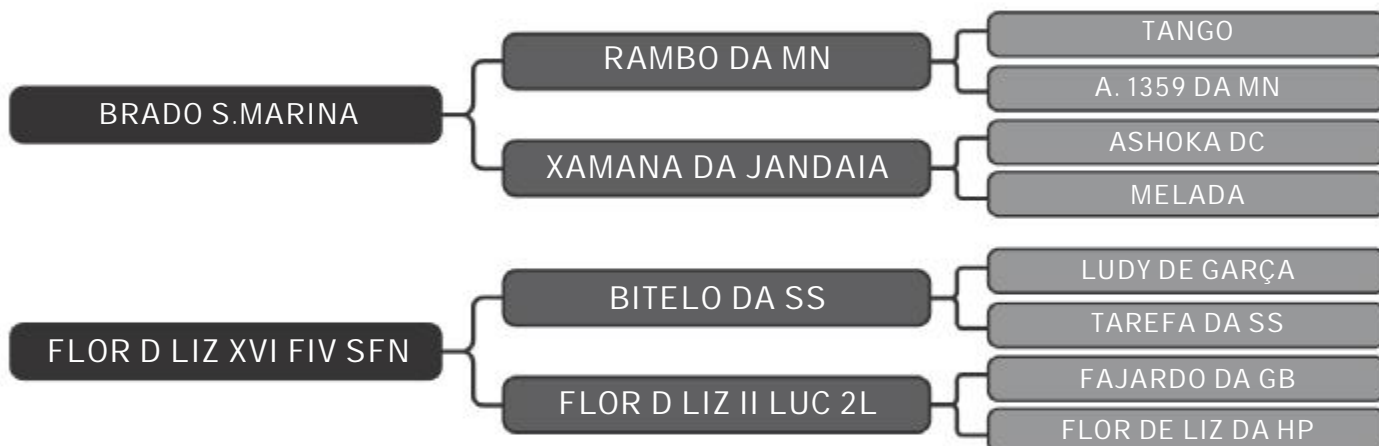 TANGO
RAMBO DA MN
A. 1359 DA MN
BRADO S.MARINA
ASHOKA DC
XAMANA DA JANDAIA
MELADA
LUDY DE GARÇA
BITELO DA SS
TAREFA DA SS
FLOR D LIZ XVI FIV SFN
FAJARDO DA GB
FLOR D LIZ II LUC 2L
FLOR DE LIZ DA HP